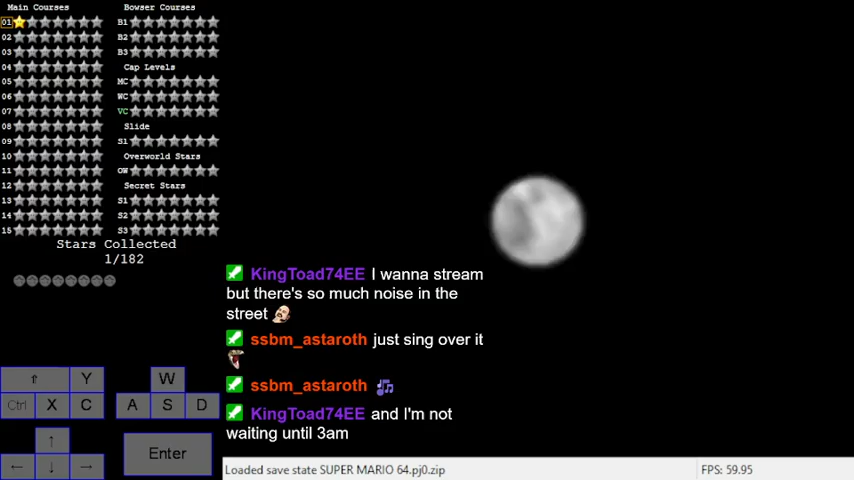 Main Courses
Bowser Courses
01
B1
02
B2
03
B3
04
Cap Levels
05
MC
06
WC
07
VC
08
Slide
09
S1
10
Overworld Stars
11
OW
12
Secret Stars
13
S1
14
S2
15
S3
Stars Collected
1/182
KingToad74EE I wanna stream
but there's so much noise in the
street
ssbm_astaroth just sing over it
ssbm_astaroth
KingToad74EE and I'm not
waiting until 3am
⇑ Y W
Ctrl X C A S D
↑ Enter
← ↓ →
Loaded save state SUPER MARIO 64.pj0.zip
FPS: 59.95